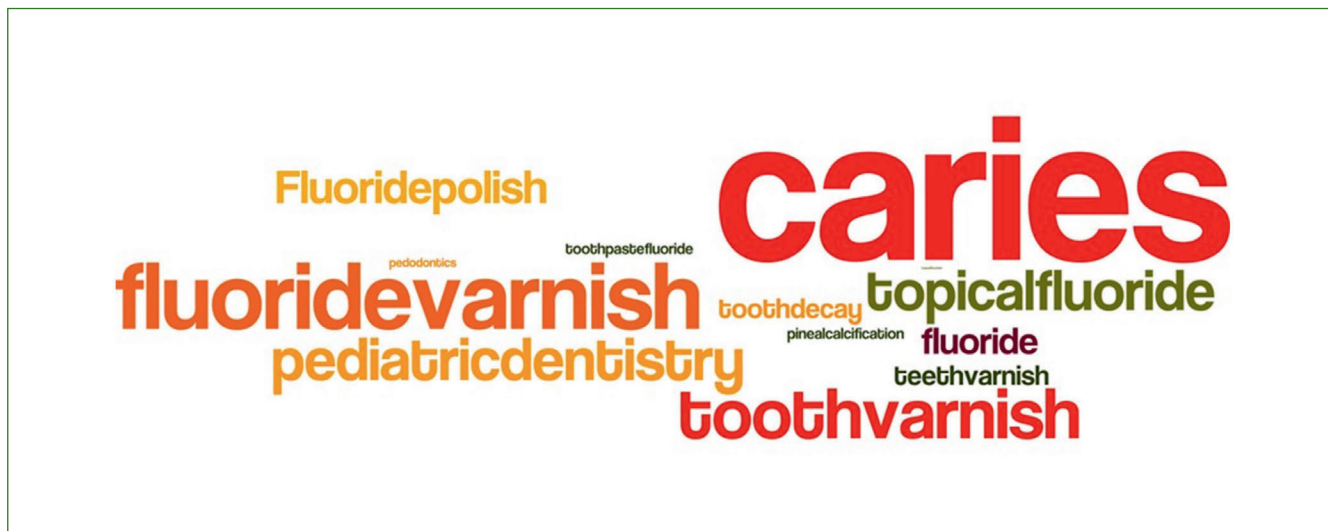 caries
Fluoridepolish
toothpastefluoride
pedodontics
fluoridevarnish
topicalfluoride
toothdecay
pinealcalcification
fluoride
pediatricdentistry
teethvarnish
toothvarnish